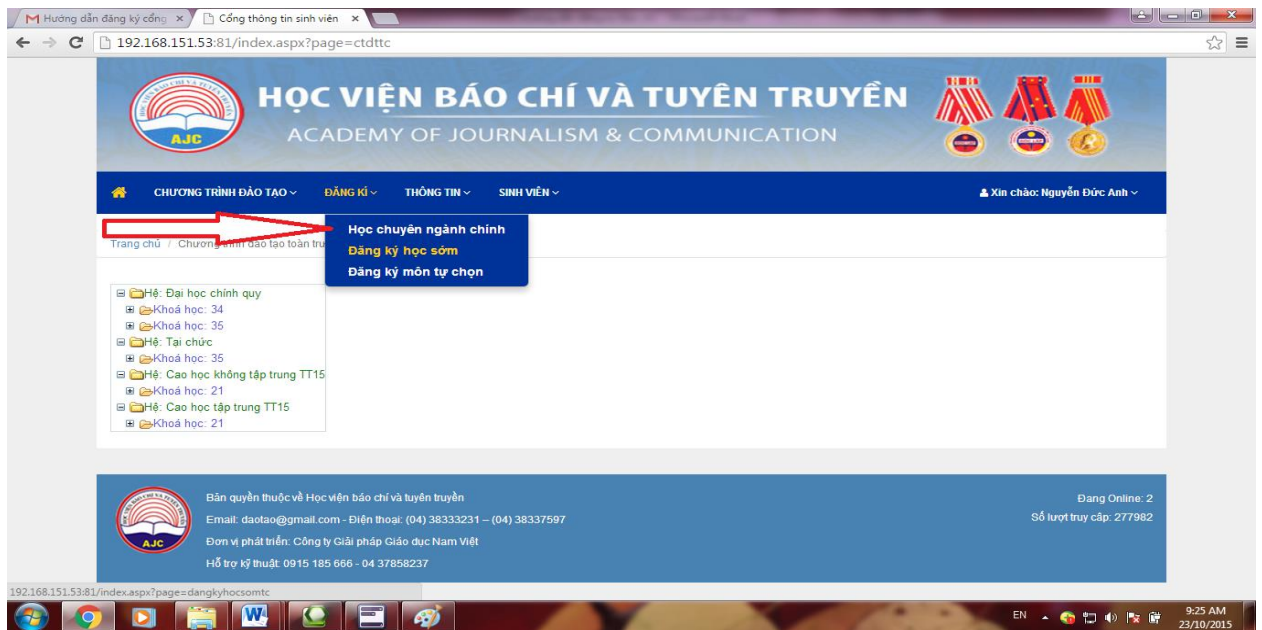 Hướng dẫn đăng ký cổng
Cổng thông tin sinh viên
192.168.151.53:81/index.aspx?page=ctdttc
HỌC VIỆN BÁO CHÍ VÀ TUYÊN TRUYỀN
ACADEMY OF JOURNALISM & COMMUNICATION
AJC
CHƯƠNG TRÌNH ĐÀO TẠO
ĐĂNG KÍ
THÔNG TIN
SINH VIÊN
Xin chào: Nguyễn Đức Anh
Học chuyên ngành chính
Đăng ký học sớm
Đăng ký môn tự chọn
Trang chủ / Chương trình đào tạo toàn
Hệ: Đại học chính quy
Khoá học: 34
Khoá học: 35
Hệ: Tại chức
Khoá học: 35
Hệ: Cao học không tập trung TT15
Khoá học: 21
Hệ: Cao học tập trung TT15
Khoá học: 21
Bản quyền thuộc về Học viện báo chí và tuyên truyền
Email: daotao@gmail.com - Điện thoại: (04) 38333231 – (04) 38337597
Đơn vị phát triển: Công ty Giải pháp Giáo dục Nam Việt
Hỗ trợ kỹ thuật: 0915 185 666 - 04 37858237
AJC
Đang Online: 2
Số lượt truy cập: 277982
192.168.151.53:81/index.aspx?page=dangkyhocsomtc
EN
9:25 AM
23/10/2015